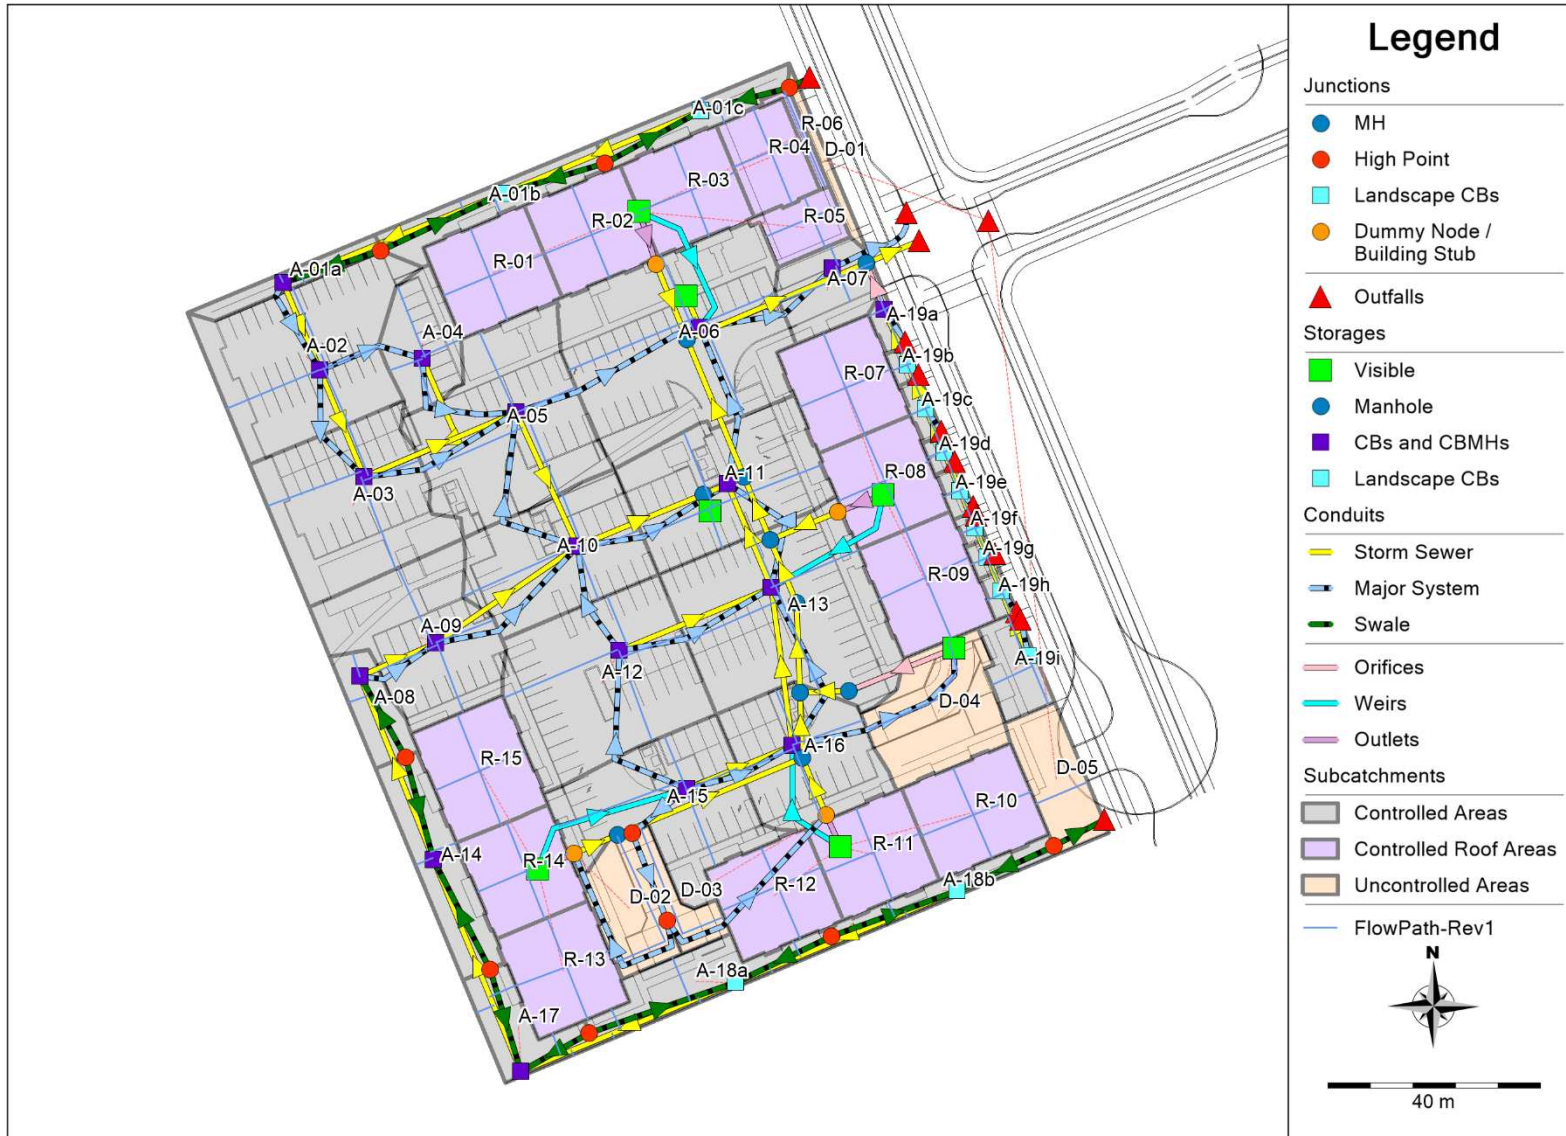 A-01c
R-06
R-04
D-01
R-03
A-01b
R-02
R-05
R-01
A-01a
A-07
A-19a
A-06
A-04
A-02
A-19b
R-07
A-19c
A-05
A-19d
A-11
R-08
A-19e
A-03
A-19f
A-10
A-19g
R-09
A-19h
A-13
A-09
A-12
A-19i
A-08
D-04
A-16
R-15
D-05
A-15
R-10
R-11
A-14
R-14
A-18b
R-12
D-02
D-03
R-13
A-18a
A-17
Legend
Junctions
MH
High Point
Landscape CBs
Dummy Node /
Building Stub
Outfalls
Storages
Visible
Manhole
CBs and CBMHs
Landscape CBs
Conduits
Storm Sewer
Major System
Swale
Orifices
Weirs
Outlets
Subcatchments
Controlled Areas
Controlled Roof Areas
Uncontrolled Areas
FlowPath-Rev1
N
40 m